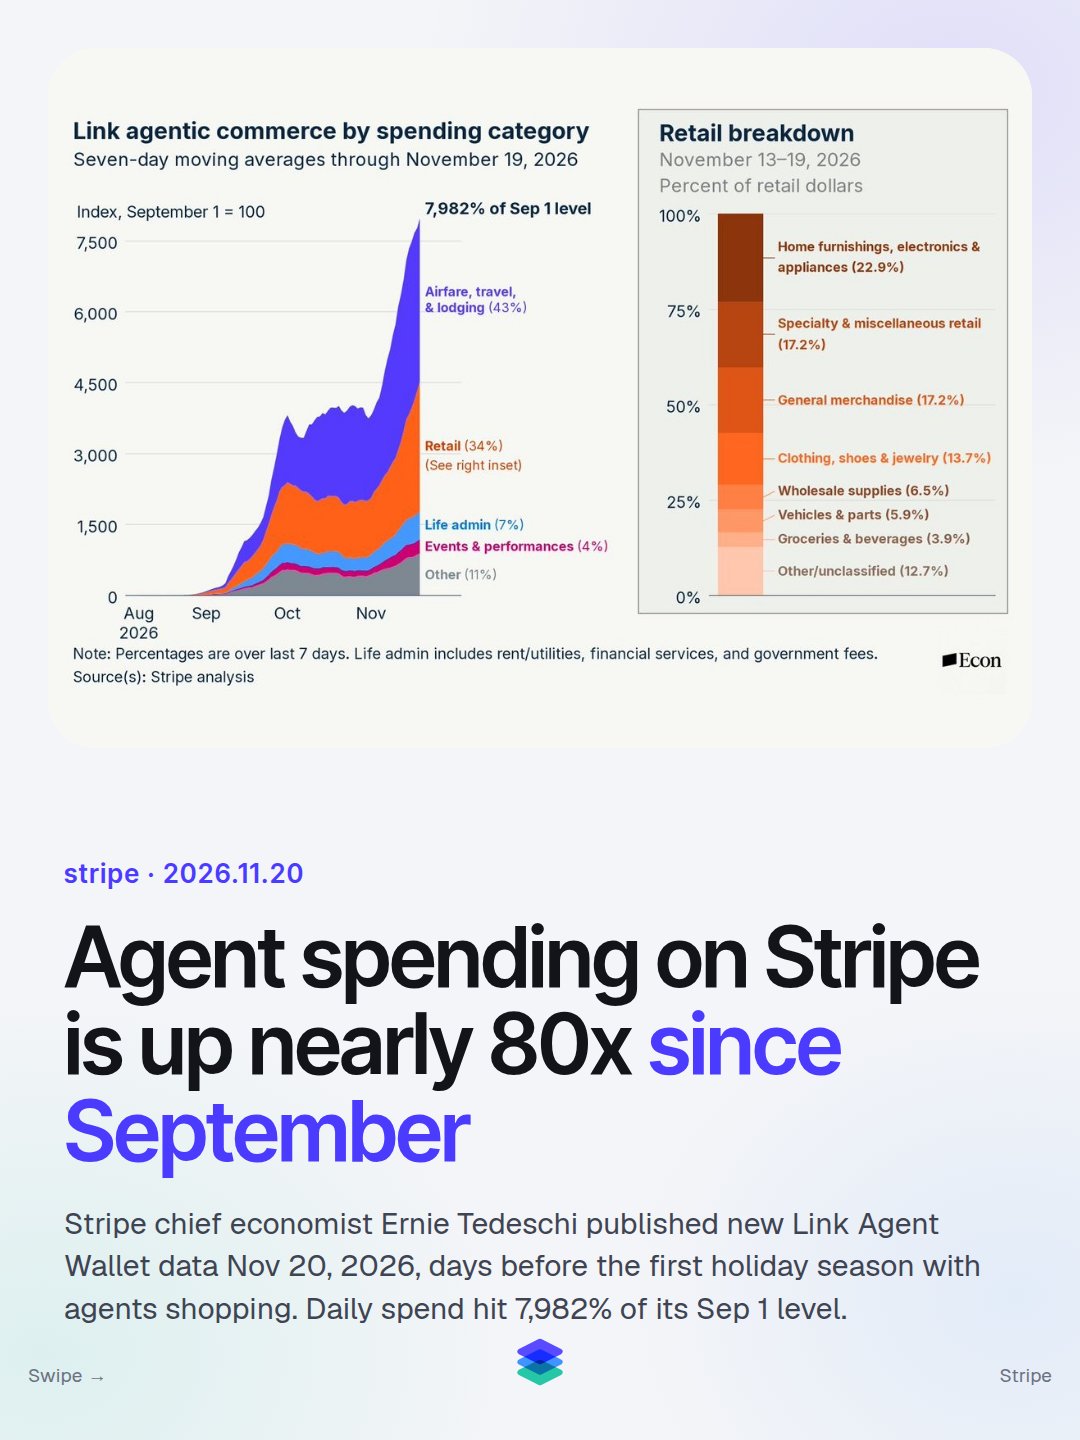 Link agentic commerce by spending category
Seven-day moving averages through November 19, 2026
Index, September 1 = 100
7,982% of Sep 1 level
7,500
6,000
4,500
3,000
1,500
0
Airfare, travel,
& lodging (43%)
Retail (34%)
(See right inset)
Life admin (7%)
Events & performances (4%)
Other (11%)
Aug
2026
Sep
Oct
Nov
Retail breakdown
November 13–19, 2026
Percent of retail dollars
100%
75%
50%
25%
0%
Home furnishings, electronics &
appliances (22.9%)
Specialty & miscellaneous retail
(17.2%)
General merchandise (17.2%)
Clothing, shoes & jewelry (13.7%)
Wholesale supplies (6.5%)
Vehicles & parts (5.9%)
Groceries & beverages (3.9%)
Other/unclassified (12.7%)
Note: Percentages are over last 7 days. Life admin includes rent/utilities, financial services, and government fees.
Source(s): Stripe analysis
Econ
stripe · 2026.11.20
Agent spending on Stripe
is up nearly 80x since
September
Stripe chief economist Ernie Tedeschi published new Link Agent
Wallet data Nov 20, 2026, days before the first holiday season with
agents shopping. Daily spend hit 7,982% of its Sep 1 level.
Swipe →
Stripe